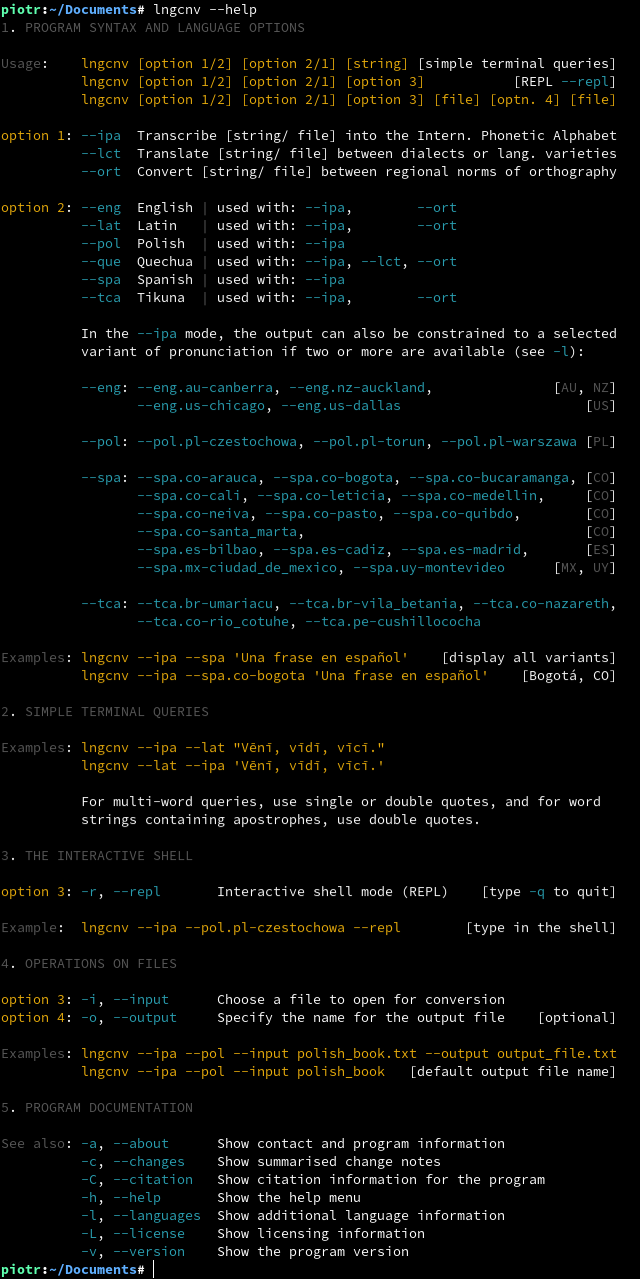 piotr:~/Documents# lngcnv --help
1. PROGRAM SYNTAX AND LANGUAGE OPTIONS
Usage:    lngcnv [option 1/2] [option 2/1] [string] [simple terminal queries]
          lngcnv [option 1/2] [option 2/1] [option 3]           [REPL --repl]
          lngcnv [option 1/2] [option 2/1] [option 3] [file] [optn. 4] [file]
option 1: --ipa  Transcribe [string/ file] into the Intern. Phonetic Alphabet
          --lct  Translate [string/ file] between dialects or lang. varieties
          --ort  Convert [string/ file] between regional norms of orthography
option 2: --eng  English | used with: --ipa,        --ort
          --lat  Latin   | used with: --ipa,        --ort
          --pol  Polish  | used with: --ipa
          --que  Quechua | used with: --ipa, --lct, --ort
          --spa  Spanish | used with: --ipa
          --tca  Tikuna  | used with: --ipa,        --ort
          In the --ipa mode, the output can also be constrained to a selected
          variant of pronunciation if two or more are available (see -l):
          --eng: --eng.au-canberra, --eng.nz-auckland,               [AU, NZ]
                 --eng.us-chicago, --eng.us-dallas                       [US]
          --pol: --pol.pl-czestochowa, --pol.pl-torun, --pol.pl-warszawa [PL]
          --spa: --spa.co-arauca, --spa.co-bogota, --spa.co-bucaramanga, [CO]
                 --spa.co-cali, --spa.co-leticia, --spa.co-medellin,     [CO]
                 --spa.co-neiva, --spa.co-pasto, --spa.co-quibdo,        [CO]
                 --spa.co-santa_marta,                                   [CO]
                 --spa.es-bilbao, --spa.es-cadiz, --spa.es-madrid,       [ES]
                 --spa.mx-ciudad_de_mexico, --spa.uy-montevideo      [MX, UY]
          --tca: --tca.br-umariacu, --tca.br-vila_betania, --tca.co-nazareth,
                 --tca.co-rio_cotuhe, --tca.pe-cushillococha
Examples: lngcnv --ipa --spa 'Una frase en español'    [display all variants]
          lngcnv --ipa --spa.co-bogota 'Una frase en español'    [Bogotá, CO]
2. SIMPLE TERMINAL QUERIES
Examples: lngcnv --ipa --lat "Vēnī, vīdī, vīcī."
          lngcnv --lat --ipa 'Vēnī, vīdī, vīcī.'
          For multi-word queries, use single or double quotes, and for word
          strings containing apostrophes, use double quotes.
3. THE INTERACTIVE SHELL
option 3: -r, --repl       Interactive shell mode (REPL)    [type -q to quit]
Example:  lngcnv --ipa --pol.pl-czestochowa --repl        [type in the shell]
4. OPERATIONS ON FILES
option 3: -i, --input      Choose a file to open for conversion
option 4: -o, --output     Specify the name for the output file    [optional]
Examples: lngcnv --ipa --pol --input polish_book.txt --output output_file.txt
          lngcnv --ipa --pol --input polish_book   [default output file name]
5. PROGRAM DOCUMENTATION
See also: -a, --about      Show contact and program information
          -c, --changes    Show summarised change notes
          -C, --citation   Show citation information for the program
          -h, --help       Show the help menu
          -l, --languages  Show additional language information
          -L, --license    Show licensing information
          -v, --version    Show the program version
piotr:~/Documents#